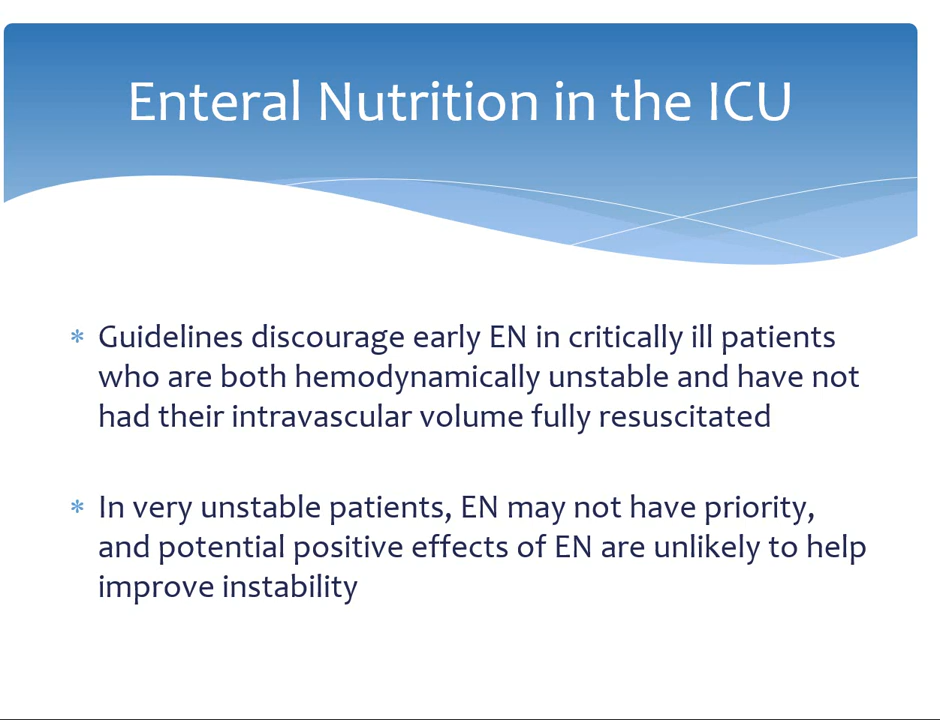 Enteral Nutrition in the ICU
* Guidelines discourage early EN in critically ill patients
who are both hemodynamically unstable and have not
had their intravascular volume fully resuscitated
* In very unstable patients, EN may not have priority,
and potential positive effects of EN are unlikely to help
improve instability